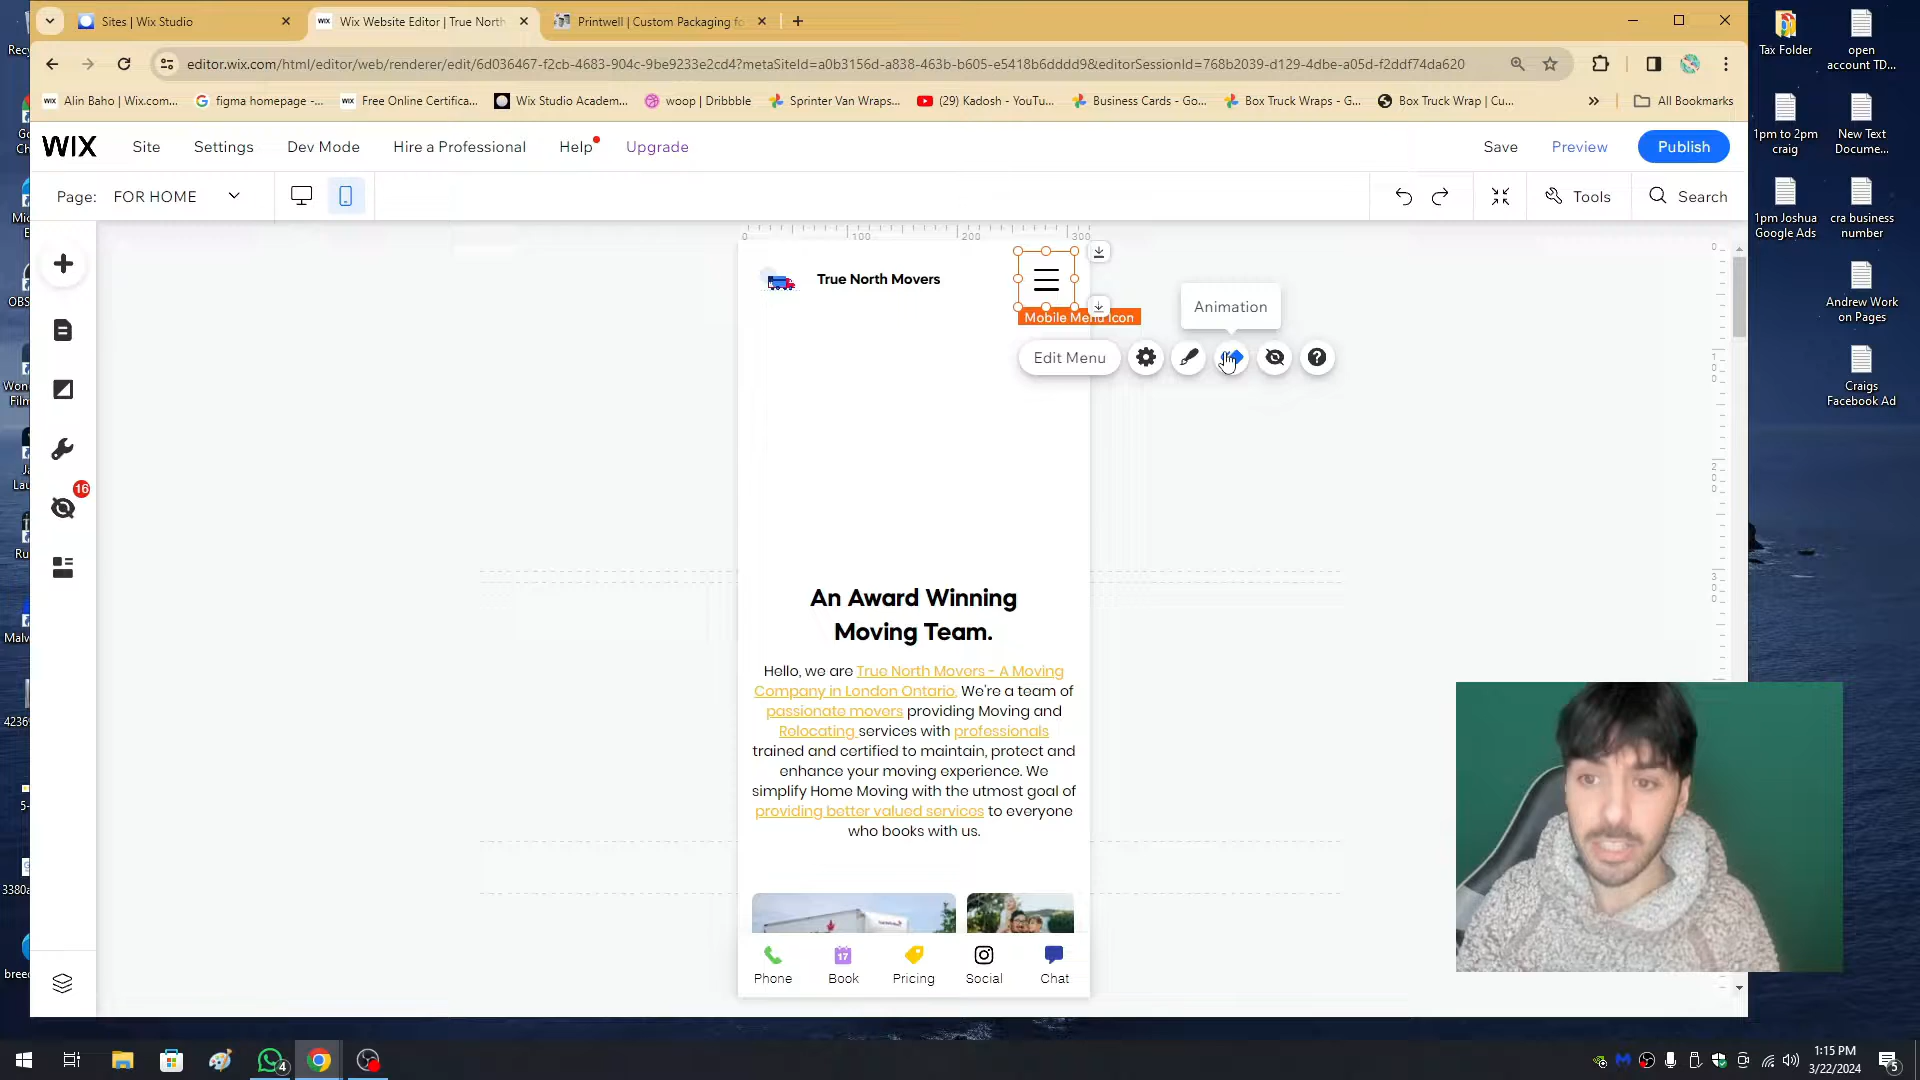 Sites | Wix Studio
WIX
Wix Website Editor | True North
Printwell | Custom Packaging fo
editor.wix.com/html/editor/web/renderer/edit/6d036467-f2cb-4683-904c-9be9233e2cd4?metaSiteId=a0b3156d-a838-463b-b605-e5418b6dddd9&editorSessionId=768b2039-d129-4dbe-a05d-f2ddf74da620
WIX Alin Baho | Wix.com...
figma homepage -...
WIX Free Online Certifica...
Wix Studio Academ...
woop | Dribbble
Sprinter Van Wraps...
(29) Kadosh - YouTu...
Business Cards - Go...
Box Truck Wraps - G...
Box Truck Wrap | Cu...
All Bookmarks
WIX
Site
Settings
Dev Mode
Hire a Professional
Help
Upgrade
Save
Preview
Publish
Page: FOR HOME
Tools
Search
0 100 200 300
True North Movers
Mobile Menu Icon
Animation
Edit Menu
16
An Award Winning
Moving Team.
Hello, we are True North Movers - A Moving
Company in London Ontario. We're a team of
passionate movers providing Moving and
Relocating services with professionals
trained and certified to maintain, protect and
enhance your moving experience. We
simplify Home Moving with the utmost goal of
providing better valued services to everyone
who books with us.
17
Phone
Book
Pricing
Social
Chat
Tax Folder
open
account TD...
1pm to 2pm
craig
New Text
Docume...
1pm Joshua
Google Ads
cra business
number
Andrew Work
on Pages
Craigs
Facebook Ad
4
1:15 PM
3/22/2024
5